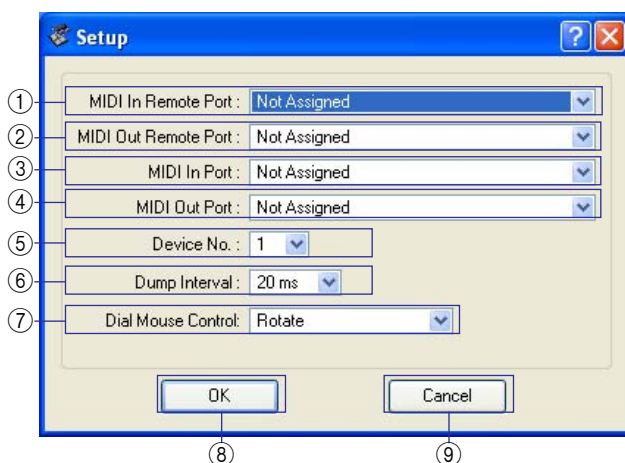 Setup
① MIDI In Remote Port : Not Assigned
② MIDI Out Remote Port : Not Assigned
③ MIDI In Port : Not Assigned
④ MIDI Out Port : Not Assigned
⑤ Device No. : 1
⑥ Dump Interval : 20 ms
⑦ Dial Mouse Control: Rotate
OK Cancel
⑧ ⑨